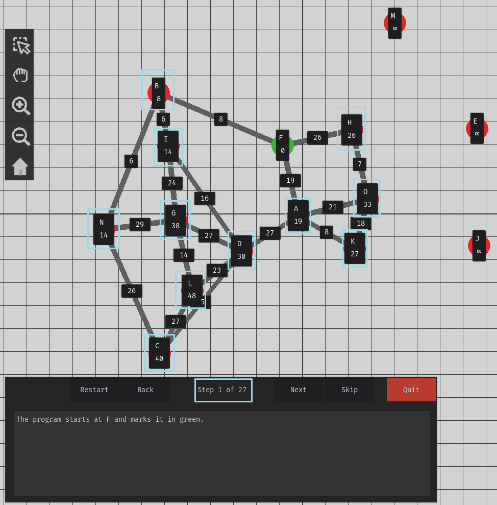 M
∞
B
8
6
8
E
∞
H
26
F
0
26
I
14
6
7
24
19
16
O
33
A
19
21
G
38
N
14
29
18
8
27
27
K
27
D
30
J
∞
14
23
L
48
26
5
27
C
40
Restart Back Step 1 of 27 Next Skip Quit
The program starts at F and marks it in green.